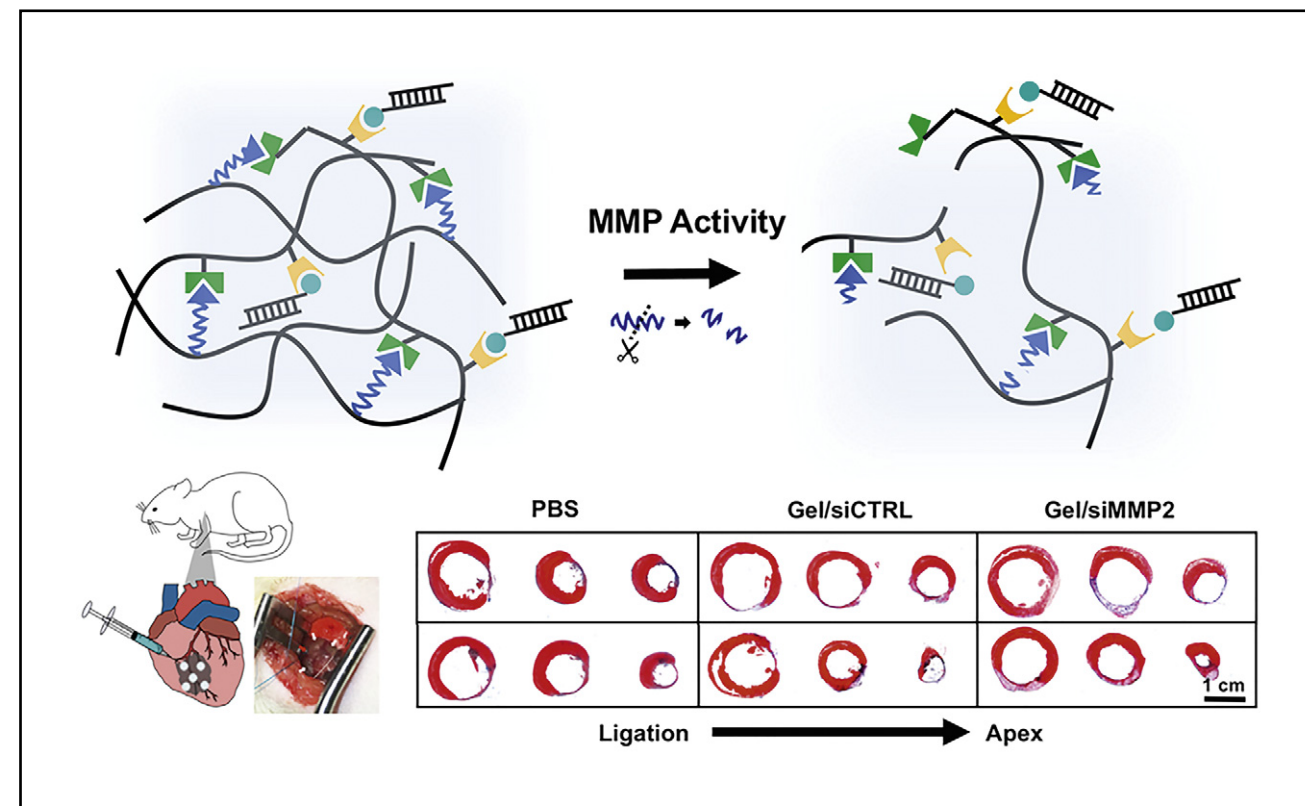 MMP Activity
PBS
Gel/siCTRL
Gel/siMMP2
1 cm
Ligation
Apex